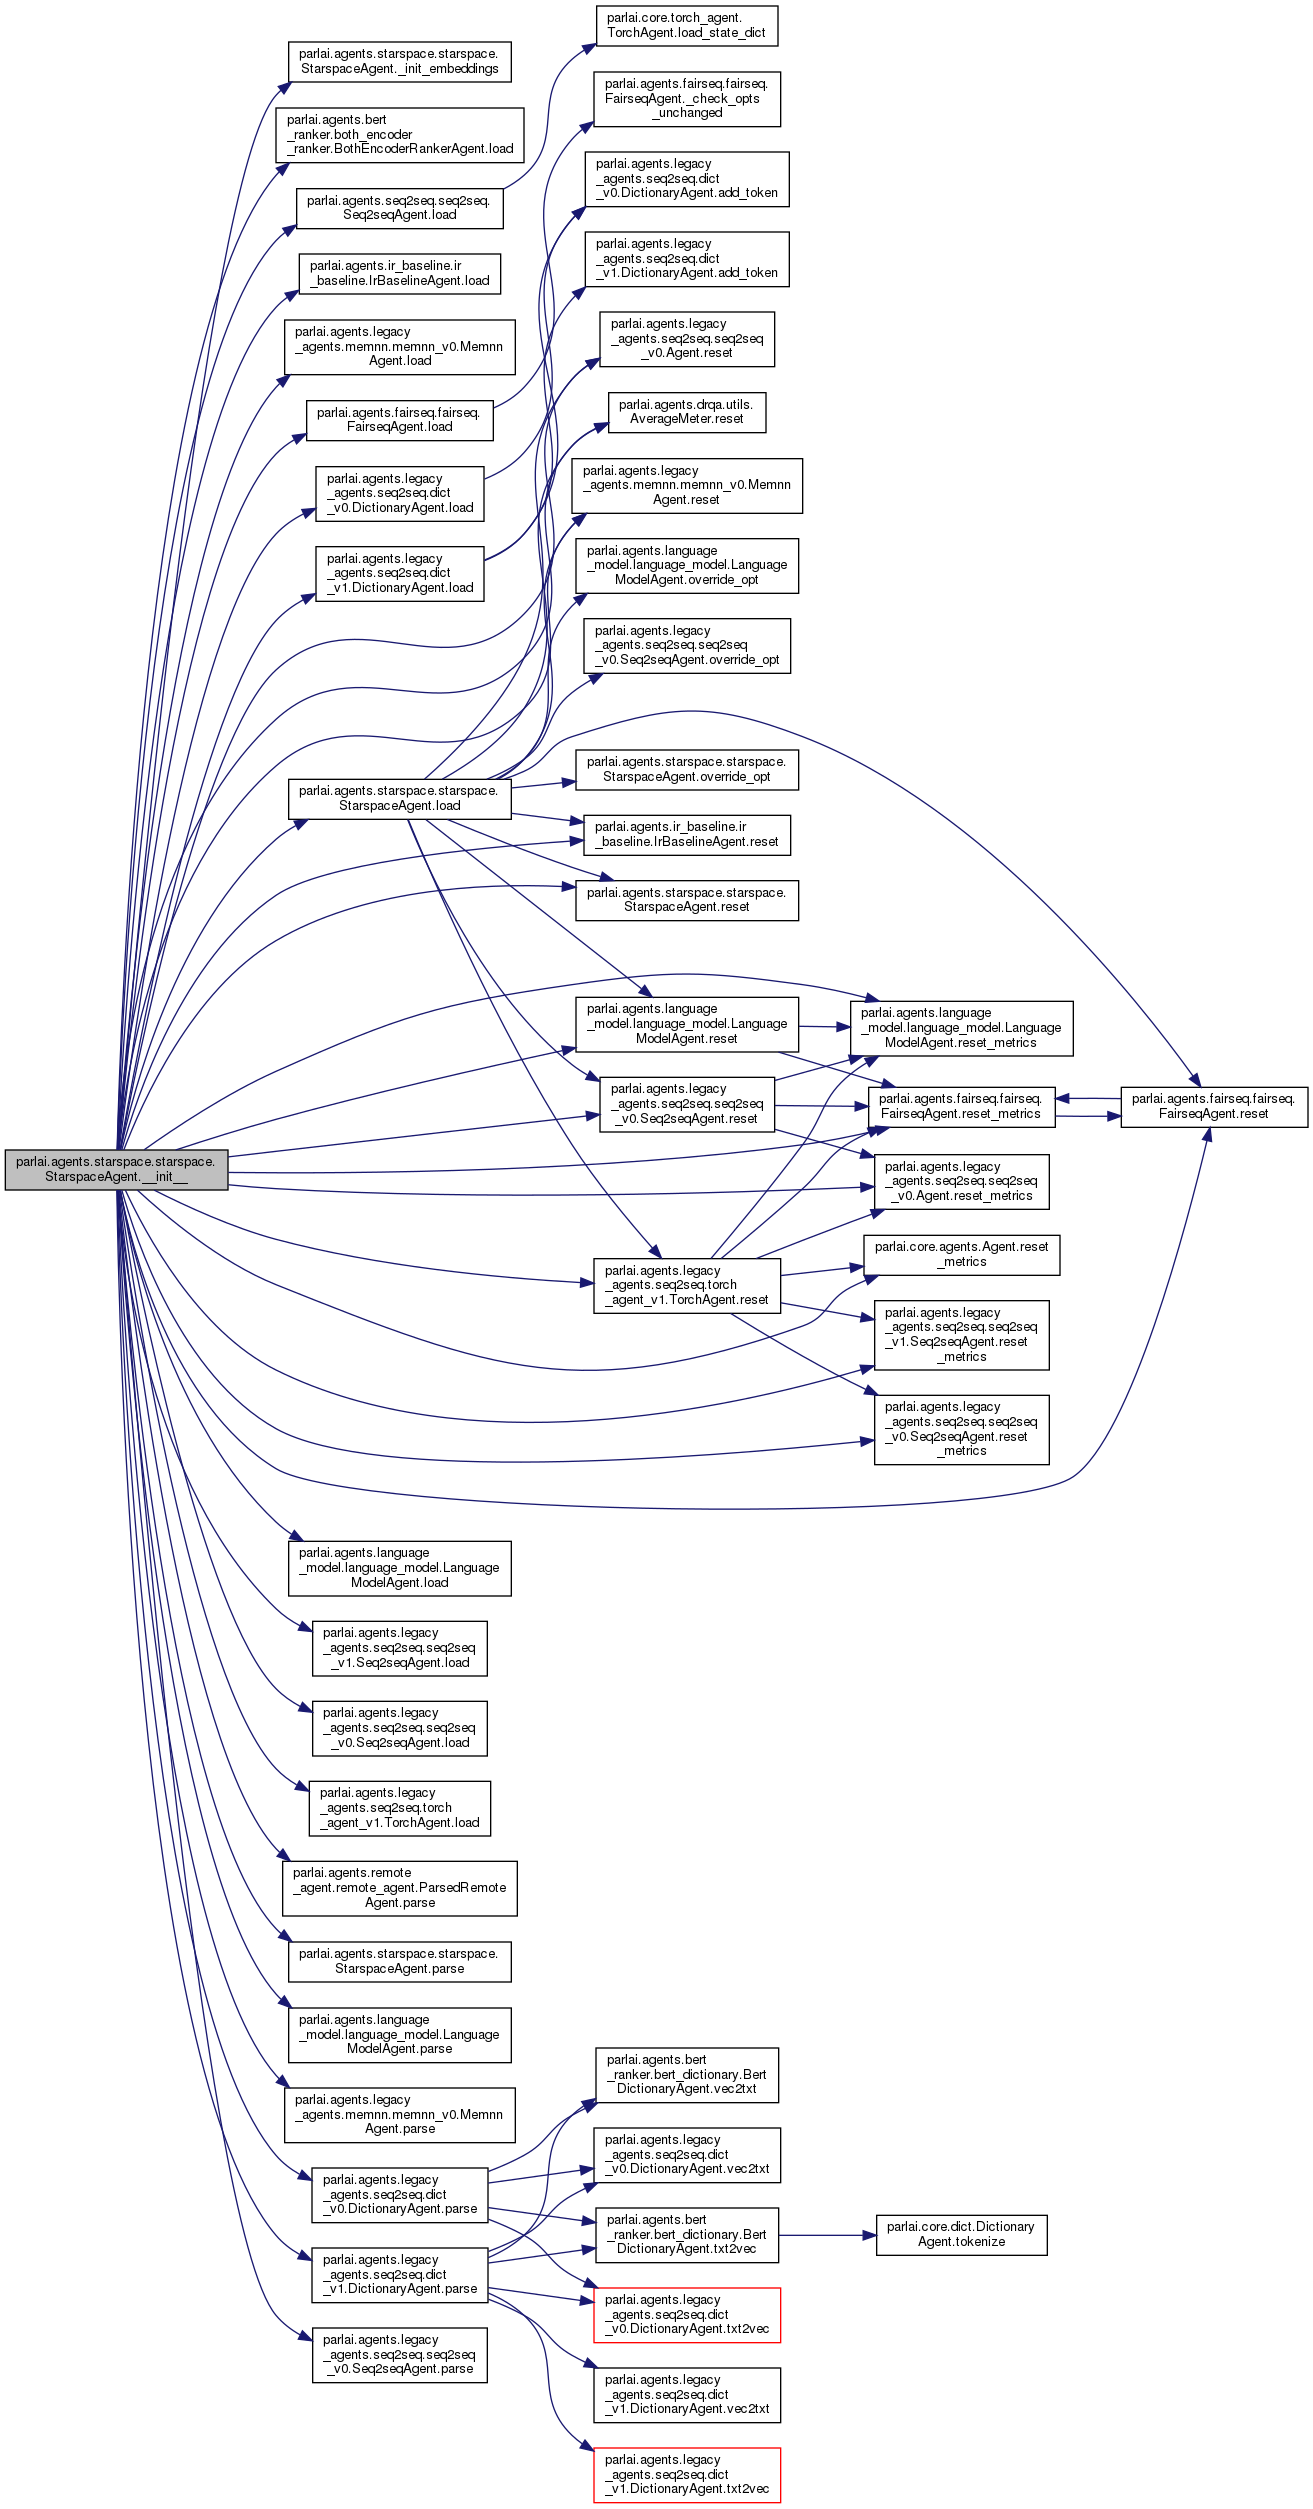 parlai.agents.starspace.starspace.
StarspaceAgent.__init__
parlai.agents.starspace.starspace.
StarspaceAgent._init_embeddings
parlai.agents.bert
_ranker.both_encoder
_ranker.BothEncoderRankerAgent.load
parlai.agents.seq2seq.seq2seq.
Seq2seqAgent.load
parlai.agents.ir_baseline.ir
_baseline.IrBaselineAgent.load
parlai.agents.legacy
_agents.memnn.memnn_v0.Memnn
Agent.load
parlai.agents.fairseq.fairseq.
FairseqAgent.load
parlai.agents.legacy
_agents.seq2seq.dict
_v0.DictionaryAgent.load
parlai.agents.legacy
_agents.seq2seq.dict
_v1.DictionaryAgent.load
parlai.agents.starspace.starspace.
StarspaceAgent.load
parlai.agents.language
_model.language_model.Language
ModelAgent.load
parlai.agents.legacy
_agents.seq2seq.seq2seq
_v1.Seq2seqAgent.load
parlai.agents.legacy
_agents.seq2seq.seq2seq
_v0.Seq2seqAgent.load
parlai.agents.legacy
_agents.seq2seq.torch
_agent_v1.TorchAgent.load
parlai.agents.remote
_agent.remote_agent.ParsedRemote
Agent.parse
parlai.agents.starspace.starspace.
StarspaceAgent.parse
parlai.agents.language
_model.language_model.Language
ModelAgent.parse
parlai.agents.legacy
_agents.memnn.memnn_v0.Memnn
Agent.parse
parlai.agents.legacy
_agents.seq2seq.dict
_v0.DictionaryAgent.parse
parlai.agents.legacy
_agents.seq2seq.dict
_v1.DictionaryAgent.parse
parlai.agents.legacy
_agents.seq2seq.seq2seq
_v0.Seq2seqAgent.parse
parlai.core.torch_agent.
TorchAgent.load_state_dict
parlai.agents.fairseq.fairseq.
FairseqAgent._check_opts
_unchanged
parlai.agents.legacy
_agents.seq2seq.dict
_v0.DictionaryAgent.add_token
parlai.agents.legacy
_agents.seq2seq.dict
_v1.DictionaryAgent.add_token
parlai.agents.legacy
_agents.seq2seq.seq2seq
_v0.Agent.reset
parlai.agents.drqa.utils.
AverageMeter.reset
parlai.agents.legacy
_agents.memnn.memnn_v0.Memnn
Agent.reset
parlai.agents.language
_model.language_model.Language
ModelAgent.override_opt
parlai.agents.legacy
_agents.seq2seq.seq2seq
_v0.Seq2seqAgent.override_opt
parlai.agents.starspace.starspace.
StarspaceAgent.override_opt
parlai.agents.ir_baseline.ir
_baseline.IrBaselineAgent.reset
parlai.agents.starspace.starspace.
StarspaceAgent.reset
parlai.agents.language
_model.language_model.Language
ModelAgent.reset
parlai.agents.legacy
_agents.seq2seq.seq2seq
_v0.Seq2seqAgent.reset
parlai.agents.legacy
_agents.seq2seq.torch
_agent_v1.TorchAgent.reset
parlai.agents.bert
_ranker.bert_dictionary.Bert
DictionaryAgent.vec2txt
parlai.agents.legacy
_agents.seq2seq.dict
_v0.DictionaryAgent.vec2txt
parlai.agents.bert
_ranker.bert_dictionary.Bert
DictionaryAgent.txt2vec
parlai.agents.legacy
_agents.seq2seq.dict
_v0.DictionaryAgent.txt2vec
parlai.agents.legacy
_agents.seq2seq.dict
_v1.DictionaryAgent.vec2txt
parlai.agents.legacy
_agents.seq2seq.dict
_v1.DictionaryAgent.txt2vec
parlai.agents.language
_model.language_model.Language
ModelAgent.reset_metrics
parlai.agents.fairseq.fairseq.
FairseqAgent.reset_metrics
parlai.agents.legacy
_agents.seq2seq.seq2seq
_v0.Agent.reset_metrics
parlai.core.agents.Agent.reset
_metrics
parlai.agents.legacy
_agents.seq2seq.seq2seq
_v1.Seq2seqAgent.reset
_metrics
parlai.agents.legacy
_agents.seq2seq.seq2seq
_v0.Seq2seqAgent.reset
_metrics
parlai.core.dict.Dictionary
Agent.tokenize
parlai.agents.fairseq.fairseq.
FairseqAgent.reset